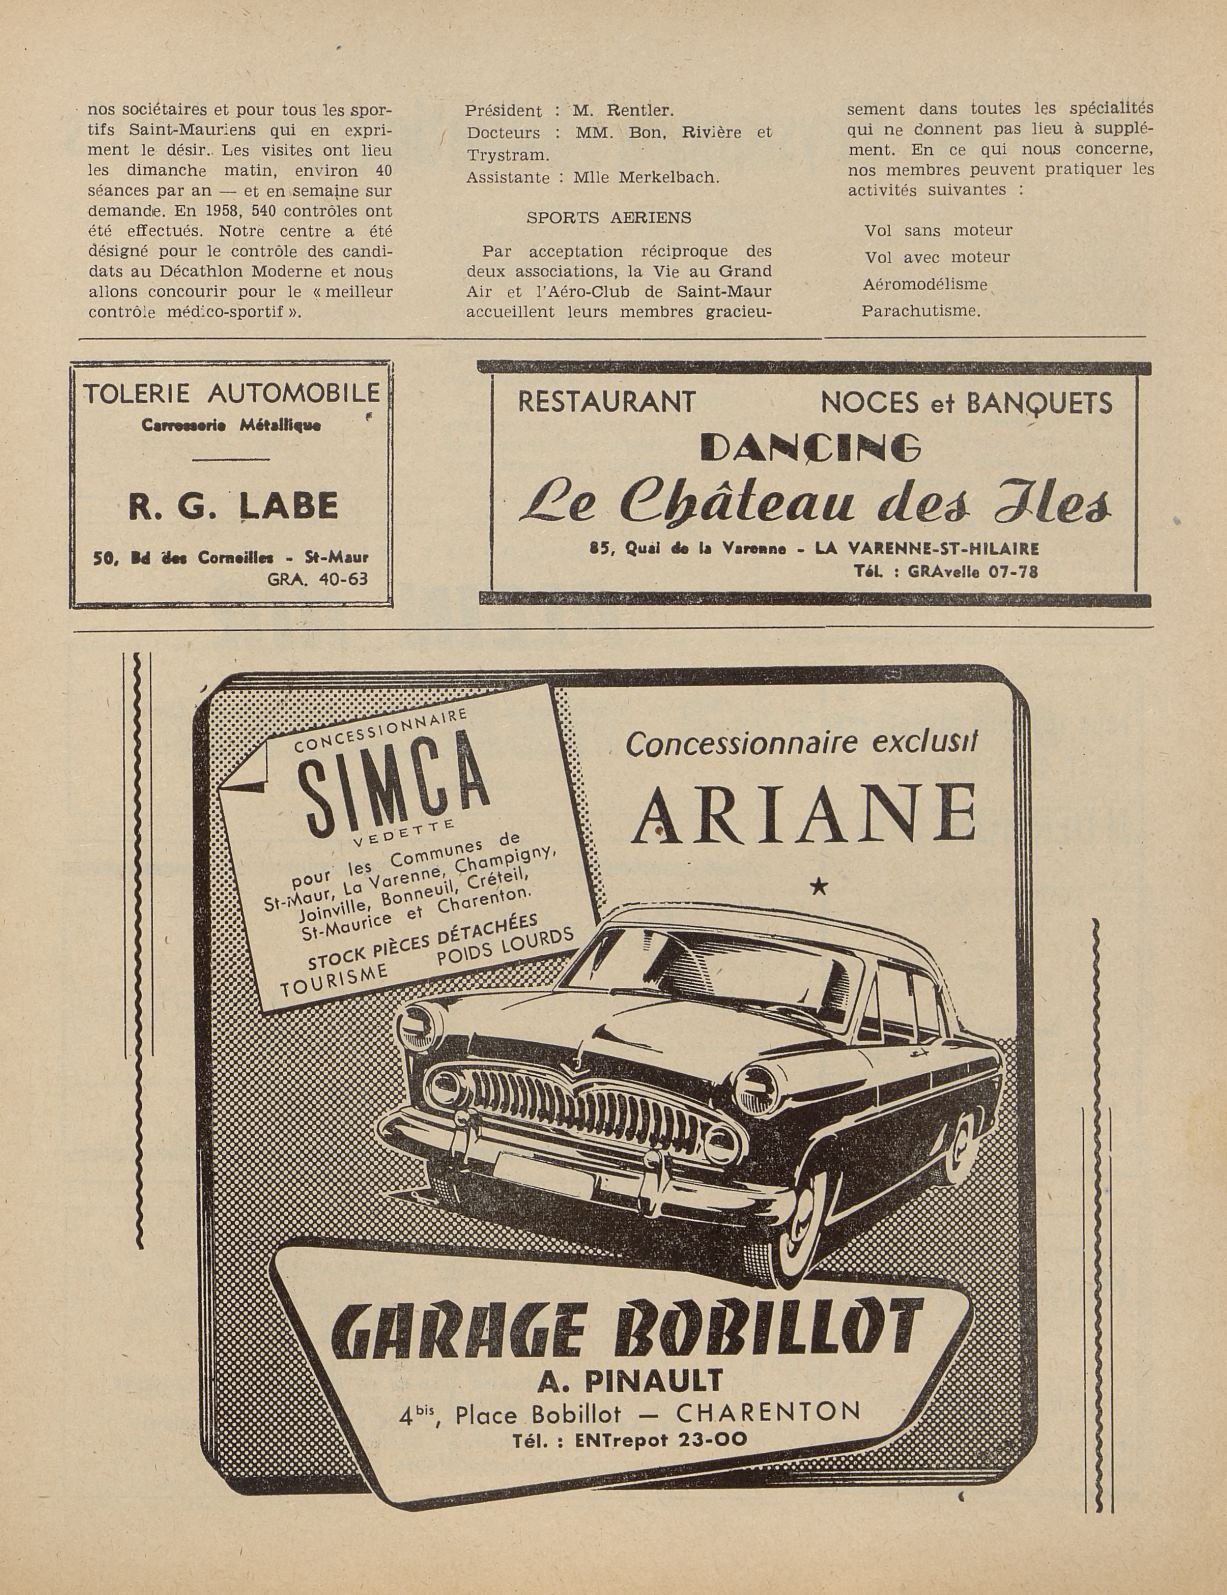 nos sociétaires et pour tous les spor-
tifs Saint-Mauriens qui en expri-
ment le désir. Les visites ont lieu
les dimanche matin, environ 40
séances par an — et en semaine sur
demande. En 1958, 540 contrôles ont
été effectués. Notre centre a été
désigné pour le contrôle des candi-
dats au Décathlon Moderne et nous
allons concourir pour le « meilleur
contrôle médico-sportif ».
Président : M. Rentler.
Docteurs : MM. Bon, Rivière et
Trystram.
Assistante : Mlle Merkelbach.
SPORTS AERIENS
Par acceptation réciproque des
deux associations, la Vie au Grand
Air et l'Aéro-Club de Saint-Maur
accueillent leurs membres gracieu-
sement dans toutes les spécialités
qui ne donnent pas lieu à supplé-
ment. En ce qui nous concerne,
nos membres peuvent pratiquer les
activités suivantes :
Vol sans moteur
Vol avec moteur
Aéromodélisme
Parachutisme.
TOLERIE AUTOMOBILE
Carrosserie Métallique
R. G. LABE
50, Bd des Corneilles - St-Maur
GRA. 40-63
RESTAURANT NOCES et BANQUETS
DANCING
Le Château des Iles
85, Quai de la Varenne - LA VARENNE-ST-HILAIRE
Tél. : GRAvelle 07-78
CONCESSIONNAIRE
SIMCA
VEDETTE
pour les Communes de
St-Maur, La Varenne, Champigny,
Joinville, Bonneuil, Créteil,
St-Maurice et Charenton.
STOCK PIÈCES DÉTACHÉES
TOURISME POIDS LOURDS
Concessionnaire exclusif
ARIANE
GARAGE BOBILLOT
A. PINAULT
4bis, Place Bobillot — CHARENTON
Tél. : ENTrepot 23-00